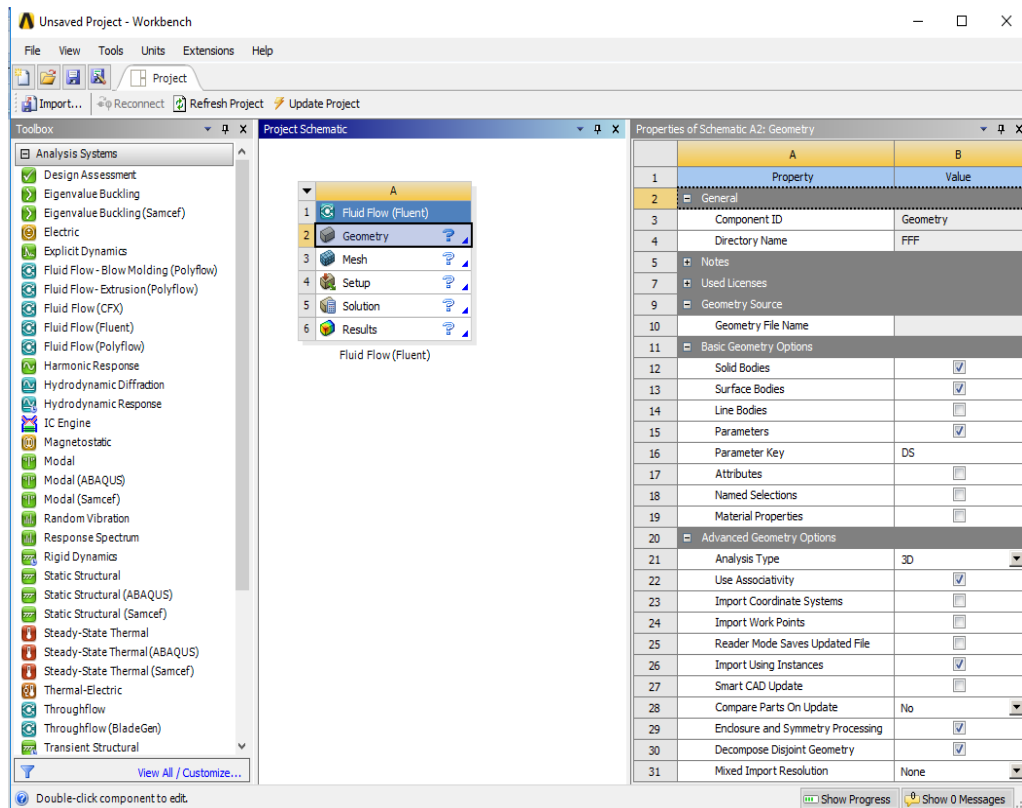 Unsaved Project - Workbench
File View Tools Units Extensions Help
Project
Import... Reconnect Refresh Project Update Project
Toolbox
Analysis Systems
Design Assessment
Eigenvalue Buckling
Eigenvalue Buckling (Samcef)
Electric
Explicit Dynamics
Fluid Flow - Blow Molding (Polyflow)
Fluid Flow - Extrusion (Polyflow)
Fluid Flow (CFX)
Fluid Flow (Fluent)
Fluid Flow (Polyflow)
Harmonic Response
Hydrodynamic Diffraction
Hydrodynamic Response
IC Engine
Magnetostatic
Modal
Modal (ABAQUS)
Modal (Samcef)
Random Vibration
Response Spectrum
Rigid Dynamics
Static Structural
Static Structural (ABAQUS)
Static Structural (Samcef)
Steady-State Thermal
Steady-State Thermal (ABAQUS)
Steady-State Thermal (Samcef)
Thermal-Electric
Throughflow
Throughflow (BladeGen)
Transient Structural
View All / Customize...
Project Schematic
A
1 Fluid Flow (Fluent)
2 Geometry ?
3 Mesh ?
4 Setup ?
5 Solution ?
6 Results ?
Fluid Flow (Fluent)
Properties of Schematic A2: Geometry
A B
1 Property Value
2 General
3 Component ID Geometry
4 Directory Name FFF
5 Notes
7 Used Licenses
9 Geometry Source
10 Geometry File Name
11 Basic Geometry Options
12 Solid Bodies
13 Surface Bodies
14 Line Bodies
15 Parameters
16 Parameter Key DS
17 Attributes
18 Named Selections
19 Material Properties
20 Advanced Geometry Options
21 Analysis Type 3D
22 Use Associativity
23 Import Coordinate Systems
24 Import Work Points
25 Reader Mode Saves Updated File
26 Import Using Instances
27 Smart CAD Update
28 Compare Parts On Update No
29 Enclosure and Symmetry Processing
30 Decompose Disjoint Geometry
31 Mixed Import Resolution None
Double-click component to edit.
Show Progress 0 Show 0 Messages